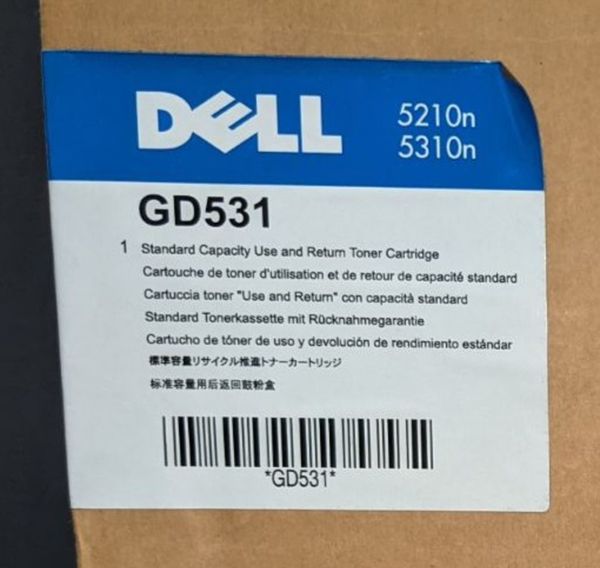 DELL
5210n
5310n
GD531
1 Standard Capacity Use and Return Toner Cartridge
Cartouche de toner d'utilisation et de retour de capacité standard
Cartuccia toner "Use and Return" con capacità standard
Standard Tonerkassette mit Rücknahmegarantie
Cartucho de tóner de uso y devolución de rendimiento estándar
標準容量リサイクル推進トナーカートリッジ
标准容量用后返回鼓粉盒
*GD531*